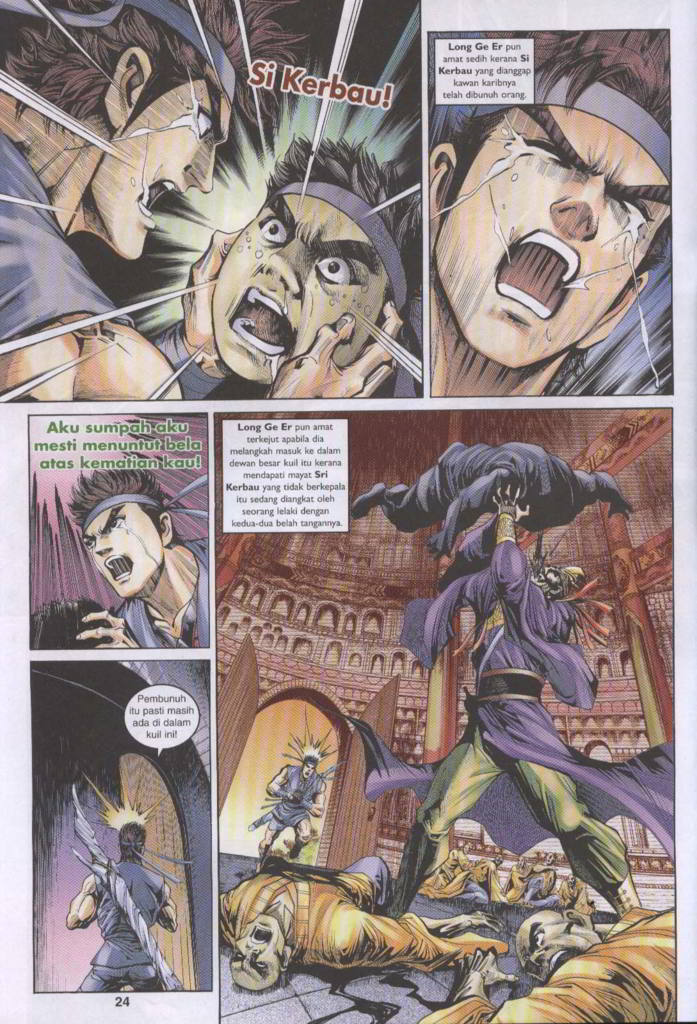 Si Kerbau!
Long Ge Er pun
amat sedih kerana Si
Kerbau yang dianggap
kawan karibnya
telah dibunuh orang.
Aku sumpah aku
mesti menuntut bela
atas kematian kau!
Pembunuh
itu pasti masih
ada di dalam
kuil ini!
Long Ge Er pun amat
terkejut apabila dia
melangkah masuk ke dalam
dewan besar kuil itu kerana
mendapati mayat Sri
Kerbau yang tidak berkepala
itu sedang diangkat oleh
seorang lelaki dengan
kedua-dua belah tangannya.
24